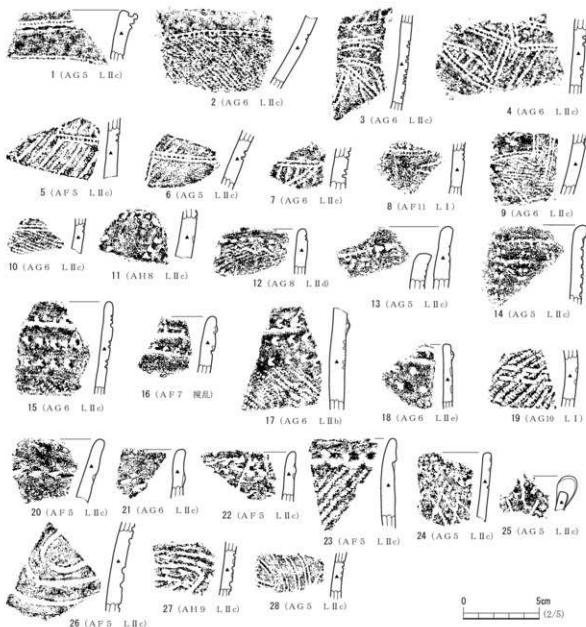 1 (AG5 LⅡc)
2 (AG6 LⅡc)
3 (AG6 LⅡc)
4 (AG6 LⅡc)
5 (AF5 LⅡc)
6 (AG5 LⅡc)
7 (AG6 LⅡc)
8 (AF11 LⅠ)
9 (AG6 LⅡc)
10 (AG6 LⅡc)
11 (AH8 LⅡc)
12 (AG8 LⅡd)
13 (AG5 LⅡc)
14 (AG5 LⅡc)
15 (AG6 LⅡc)
16 (AF7 攪乱)
17 (AG6 LⅡb)
18 (AG6 LⅡe)
19 (AG10 LⅠ)
20 (AF5 LⅡc)
21 (AG6 LⅡc)
22 (AF5 LⅡc)
23 (AF5 LⅡc)
24 (AG5 LⅡc)
25 (AG5 LⅡc)
26 (AF5 LⅡc)
27 (AH9 LⅡc)
28 (AG5 LⅡc)
0 5cm
(2/5)